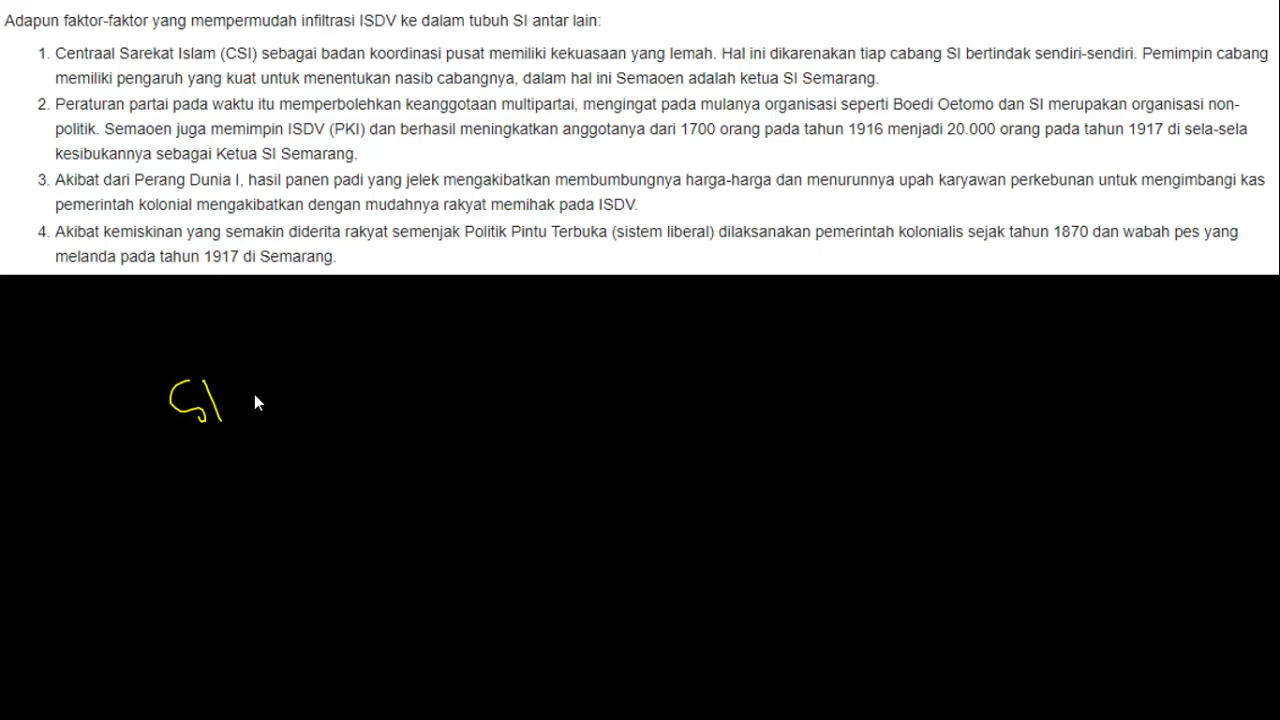 Adapun faktor-faktor yang mempermudah infiltrasi ISDV ke dalam tubuh SI antar lain:
1. Centraal Sarekat Islam (CSI) sebagai badan koordinasi pusat memiliki kekuasaan yang lemah. Hal ini dikarenakan tiap cabang SI bertindak sendiri-sendiri. Pemimpin cabang
memiliki pengaruh yang kuat untuk menentukan nasib cabangnya, dalam hal ini Semaoen adalah ketua SI Semarang.
2. Peraturan partai pada waktu itu memperbolehkan keanggotaan multipartai, mengingat pada mulanya organisasi seperti Boedi Oetomo dan SI merupakan organisasi non-
politik. Semaoen juga memimpin ISDV (PKI) dan berhasil meningkatkan anggotanya dari 1700 orang pada tahun 1916 menjadi 20.000 orang pada tahun 1917 di sela-sela
kesibukannya sebagai Ketua SI Semarang.
3. Akibat dari Perang Dunia I, hasil panen padi yang jelek mengakibatkan membumbungnya harga-harga dan menurunnya upah karyawan perkebunan untuk mengimbangi kas
pemerintah kolonial mengakibatkan dengan mudahnya rakyat memihak pada ISDV.
4. Akibat kemiskinan yang semakin diderita rakyat semenjak Politik Pintu Terbuka (sistem liberal) dilaksanakan pemerintah kolonialis sejak tahun 1870 dan wabah pes yang
melanda pada tahun 1917 di Semarang.
SI